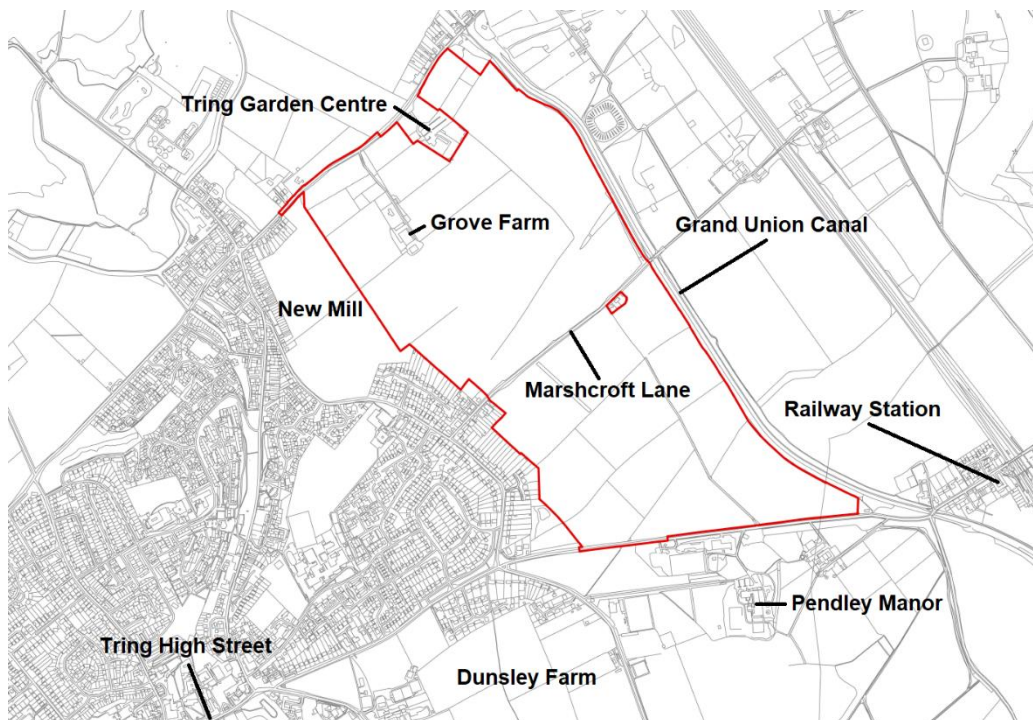 Tring Garden Centre
Grove Farm
Grand Union Canal
New Mill
Marshcroft Lane
Railway Station
Pendley Manor
Tring High Street
Dunsley Farm